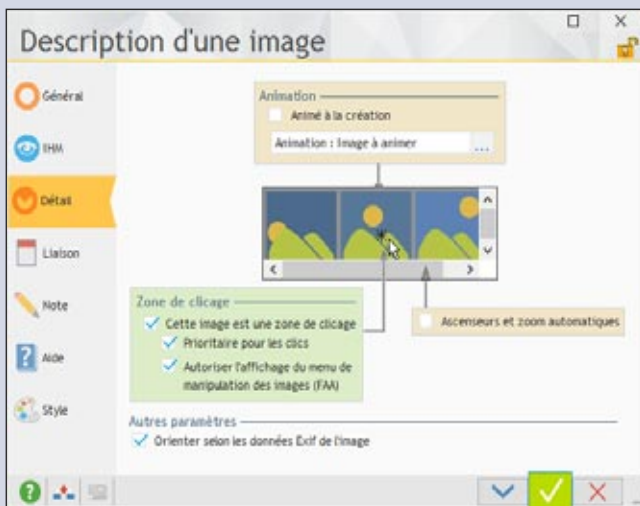 Description d'une image
Général
IHM
Détail
Liaison
Note
Aide
Style
Animation
Animé à la création
Animation : Image à animer
...
Zone de clicage
Cette image est une zone de clicage
Prioritaire pour les clics
Autoriser l'affichage du menu de
manipulation des images (FAA)
Ascenseurs et zoom automatiques
Autres paramètres
Orienter selon les données Exif de l'image